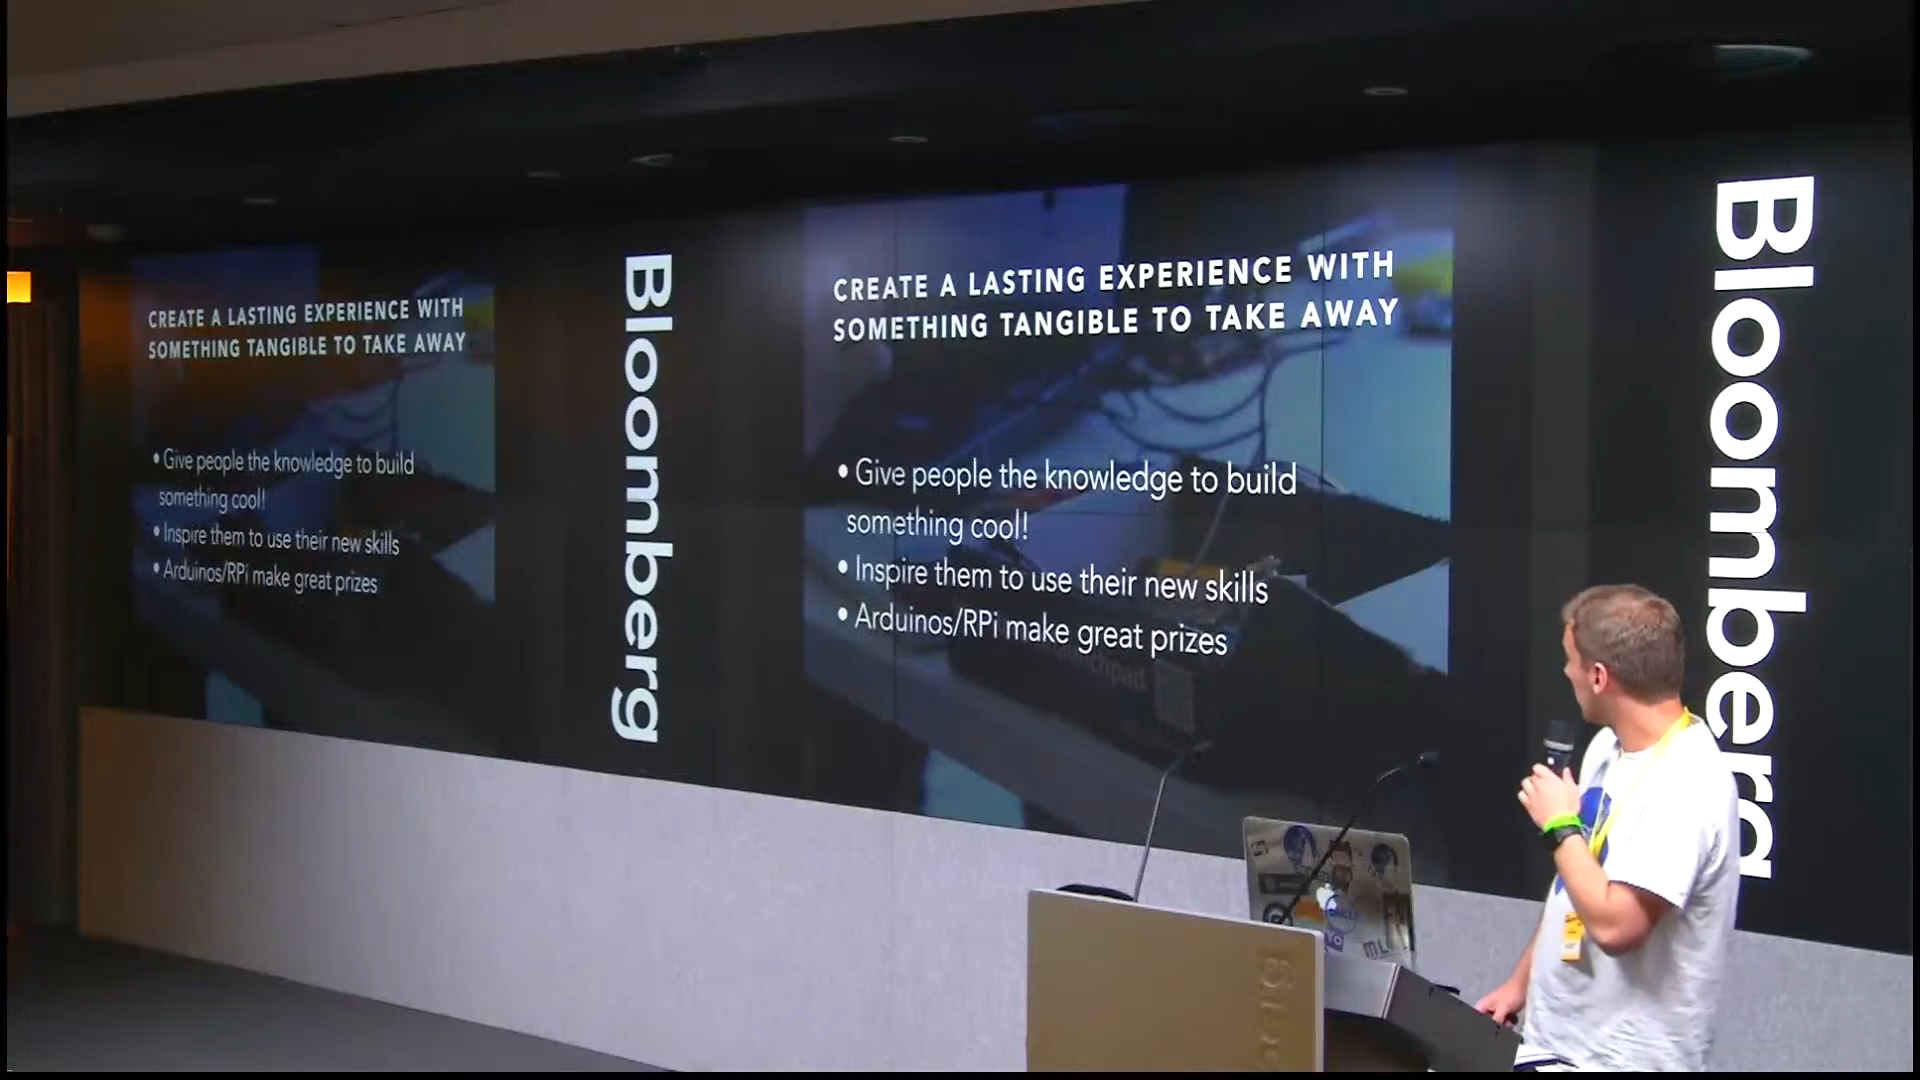 CREATE A LASTING EXPERIENCE WITH
SOMETHING TANGIBLE TO TAKE AWAY
• Give people the knowledge to build
something cool!
• Inspire them to use their new skills
• Arduinos/RPi make great prizes
Bloomberg
CREATE A LASTING EXPERIENCE WITH
SOMETHING TANGIBLE TO TAKE AWAY
• Give people the knowledge to build
something cool!
• Inspire them to use their new skills
• Arduinos/RPi make great prizes
Bloomberg